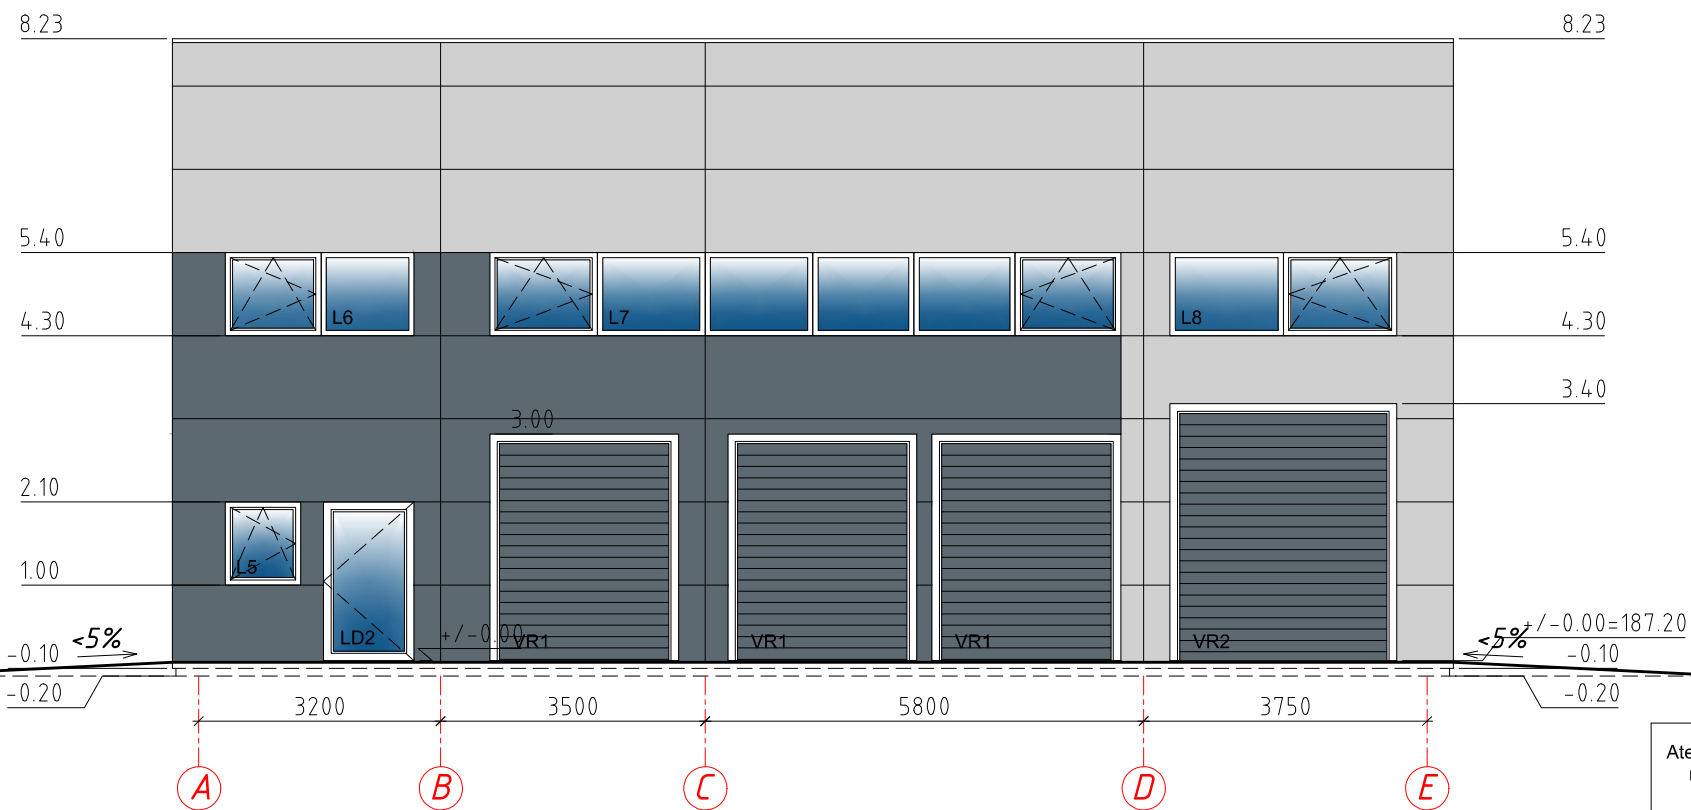 8.23 8.23
5.40 5.40
L6 L7 L8
4.30 4.30
3.40
3.00
2.10
L5
1.00
<5% -0.10 LD2 +/-0.00 VR1 VR1 VR1 VR2 <5% +/-0.00=187.20
-0.10
-0.20 -0.20
3200 3500 5800 3750
A B C D E
Ate